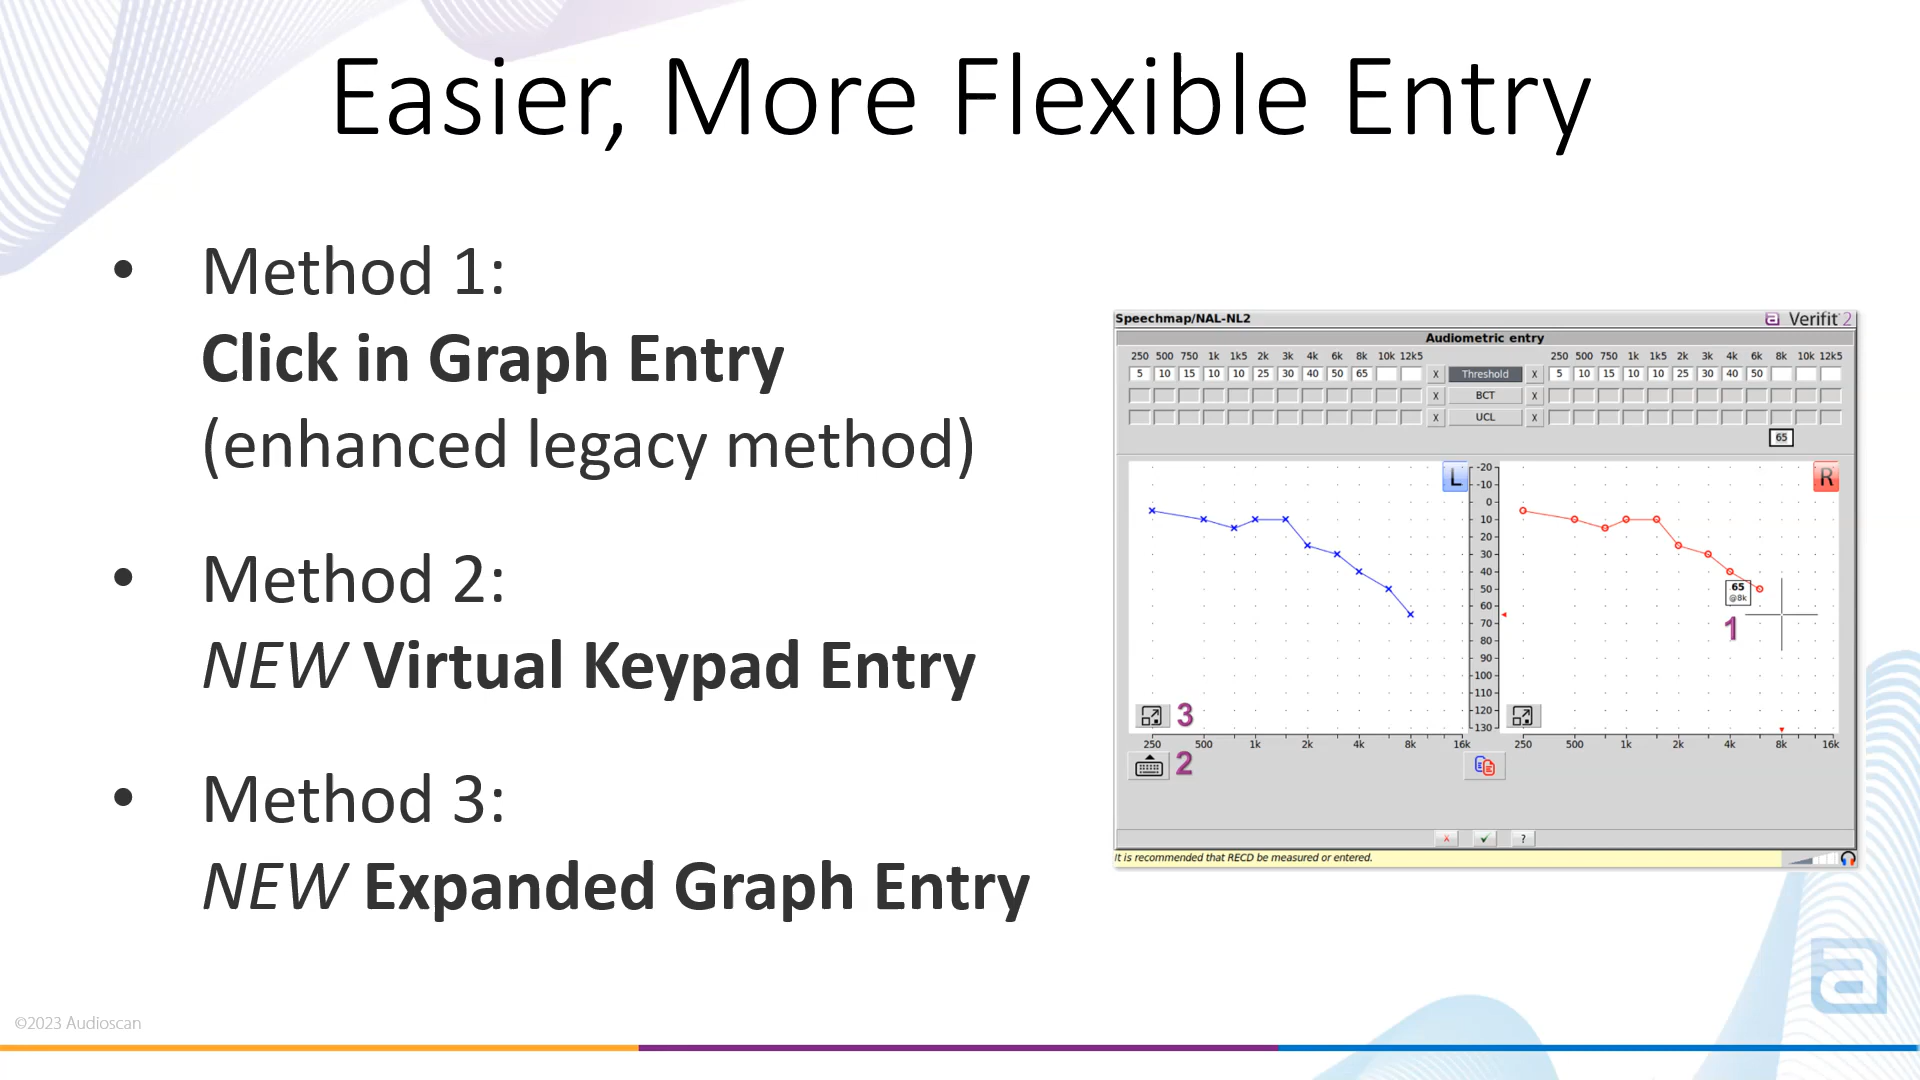 Easier, More Flexible Entry
• Method 1:
Click in Graph Entry
(enhanced legacy method)
• Method 2:
NEW Virtual Keypad Entry
• Method 3:
NEW Expanded Graph Entry
Speechmap/NAL-NL2
a Verifit 2
Audiometric entry
250 500 750 1k 1k5 2k 3k 4k 6k 8k 10k 12k5 250 500 750 1k 1k5 2k 3k 4k 6k 8k 10k 12k5
5 10 15 10 10 25 30 40 50 65 X Threshold X 5 10 15 10 10 25 30 40 50
X BCT X
X UCL X
65
L
R
-20
-10
0
10
20
30
40
50
60
70
80
90
100
110
120
130
65
@8k
1
3
250 500 1k 2k 4k 8k 16k 250 500 1k 2k 4k 8k 16k
2
x ✓ ?
It is recommended that RECD be measured or entered.
a
©2023 Audioscan